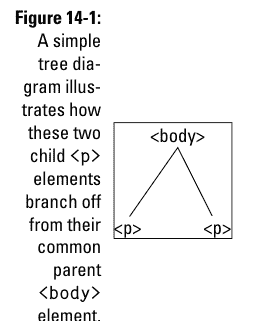 Figure 14-1:
A simple
tree dia-
gram illus-
trates how
these two
child <p>
elements
branch off
from their
common
parent
<body>
element.
<body>
<p> <p>